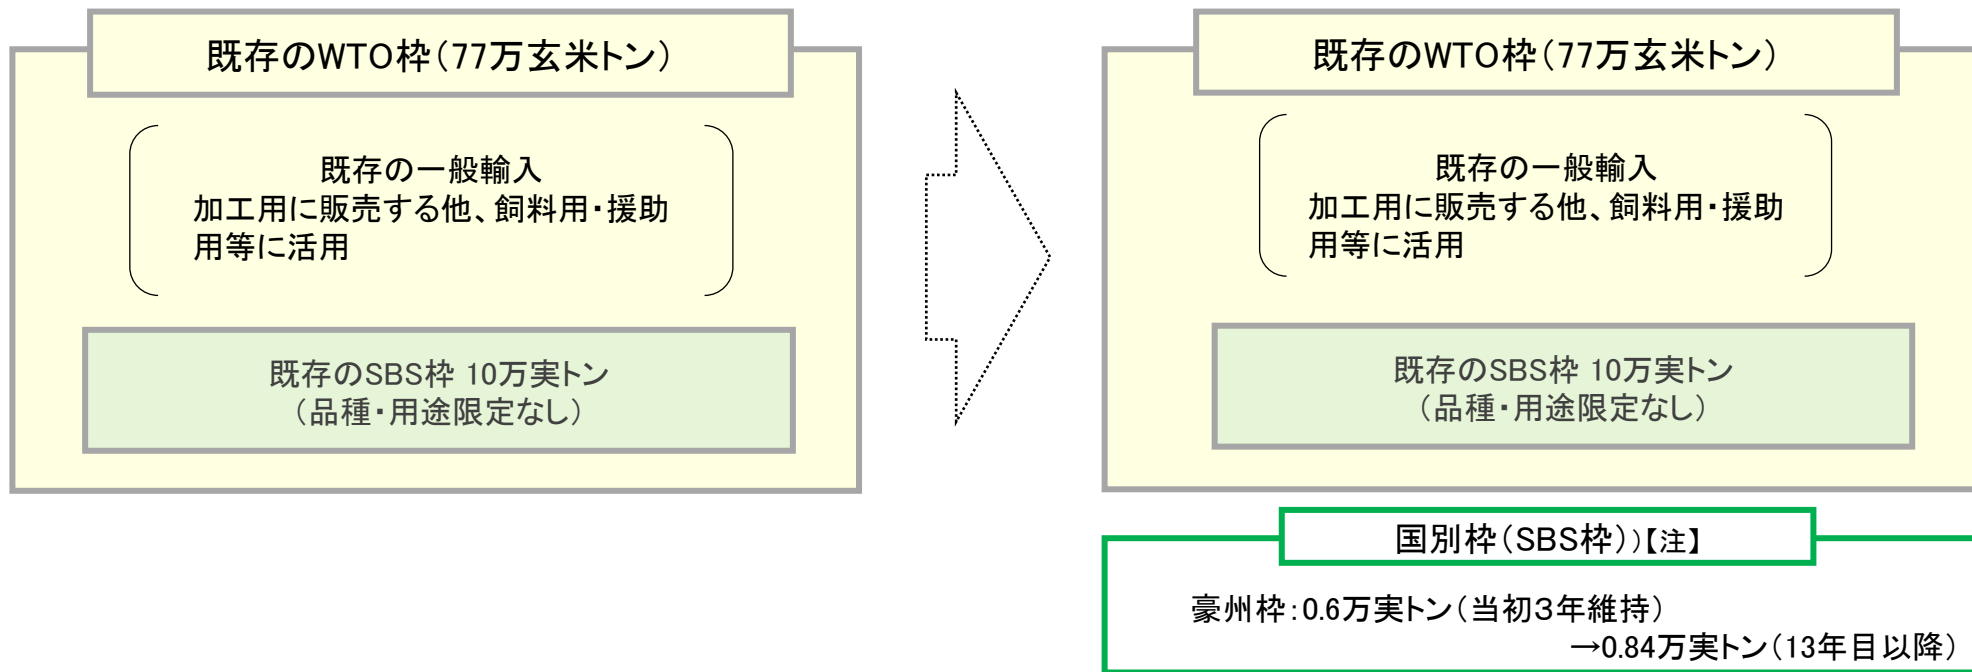 既存のWTO枠(77万玄米トン)
既存の一般輸入
加工用に販売する他、飼料用・援助
用等に活用
既存のSBS枠 10万実トン
(品種・用途限定なし)
既存のWTO枠(77万玄米トン)
既存の一般輸入
加工用に販売する他、飼料用・援助
用等に活用
既存のSBS枠 10万実トン
(品種・用途限定なし)
国別枠(SBS枠))【注】
豪州枠:0.6万実トン(当初3年維持)
→0.84万実トン(13年目以降)